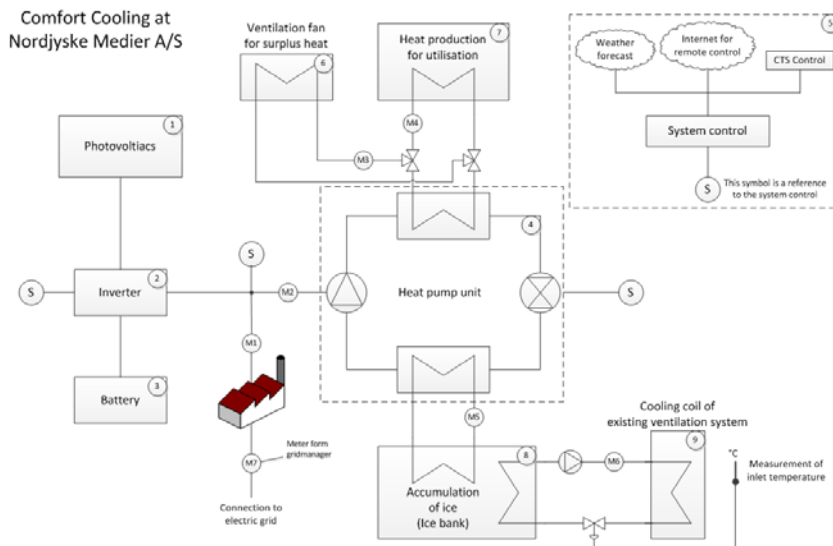 Comfort Cooling at
Nordjyske Medier A/S
Ventilation fan
for surplus heat
6
Heat production
for utilisation
7
5
Weather
forecast
Internet for
remote control
CTS Control
System control
S
This symbol is a reference
to the system control
1
Photovoltiacs
M4
M3
4
Heat pump unit
S
S
2
Inverter
S
M2
M1
3
Battery
M5
Meter form
gridmanager
M7
Connection to
electric grid
Cooling coil of
existing ventilation system
8
Accumulation
of ice
(Ice bank)
M6
9
°C
Measurement of
inlet temperature